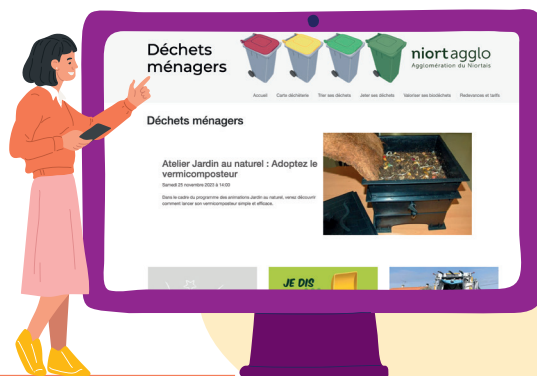 Déchets
ménagers
niortagglo
Agglomération du Niortais
Accueil Carte déchèterie Trier ses déchets Jeter ses déchets Valoriser ses biodéchets Redevances et tarifs
Déchets ménagers
Atelier Jardin au naturel : Adoptez le
vermicomposteur
Samedi 25 novembre 2023 à 14:00
Dans le cadre du programme des animations Jardin au naturel, venez découvrir
comment lancer son vermicomposteur simple et efficace.
JE DIS